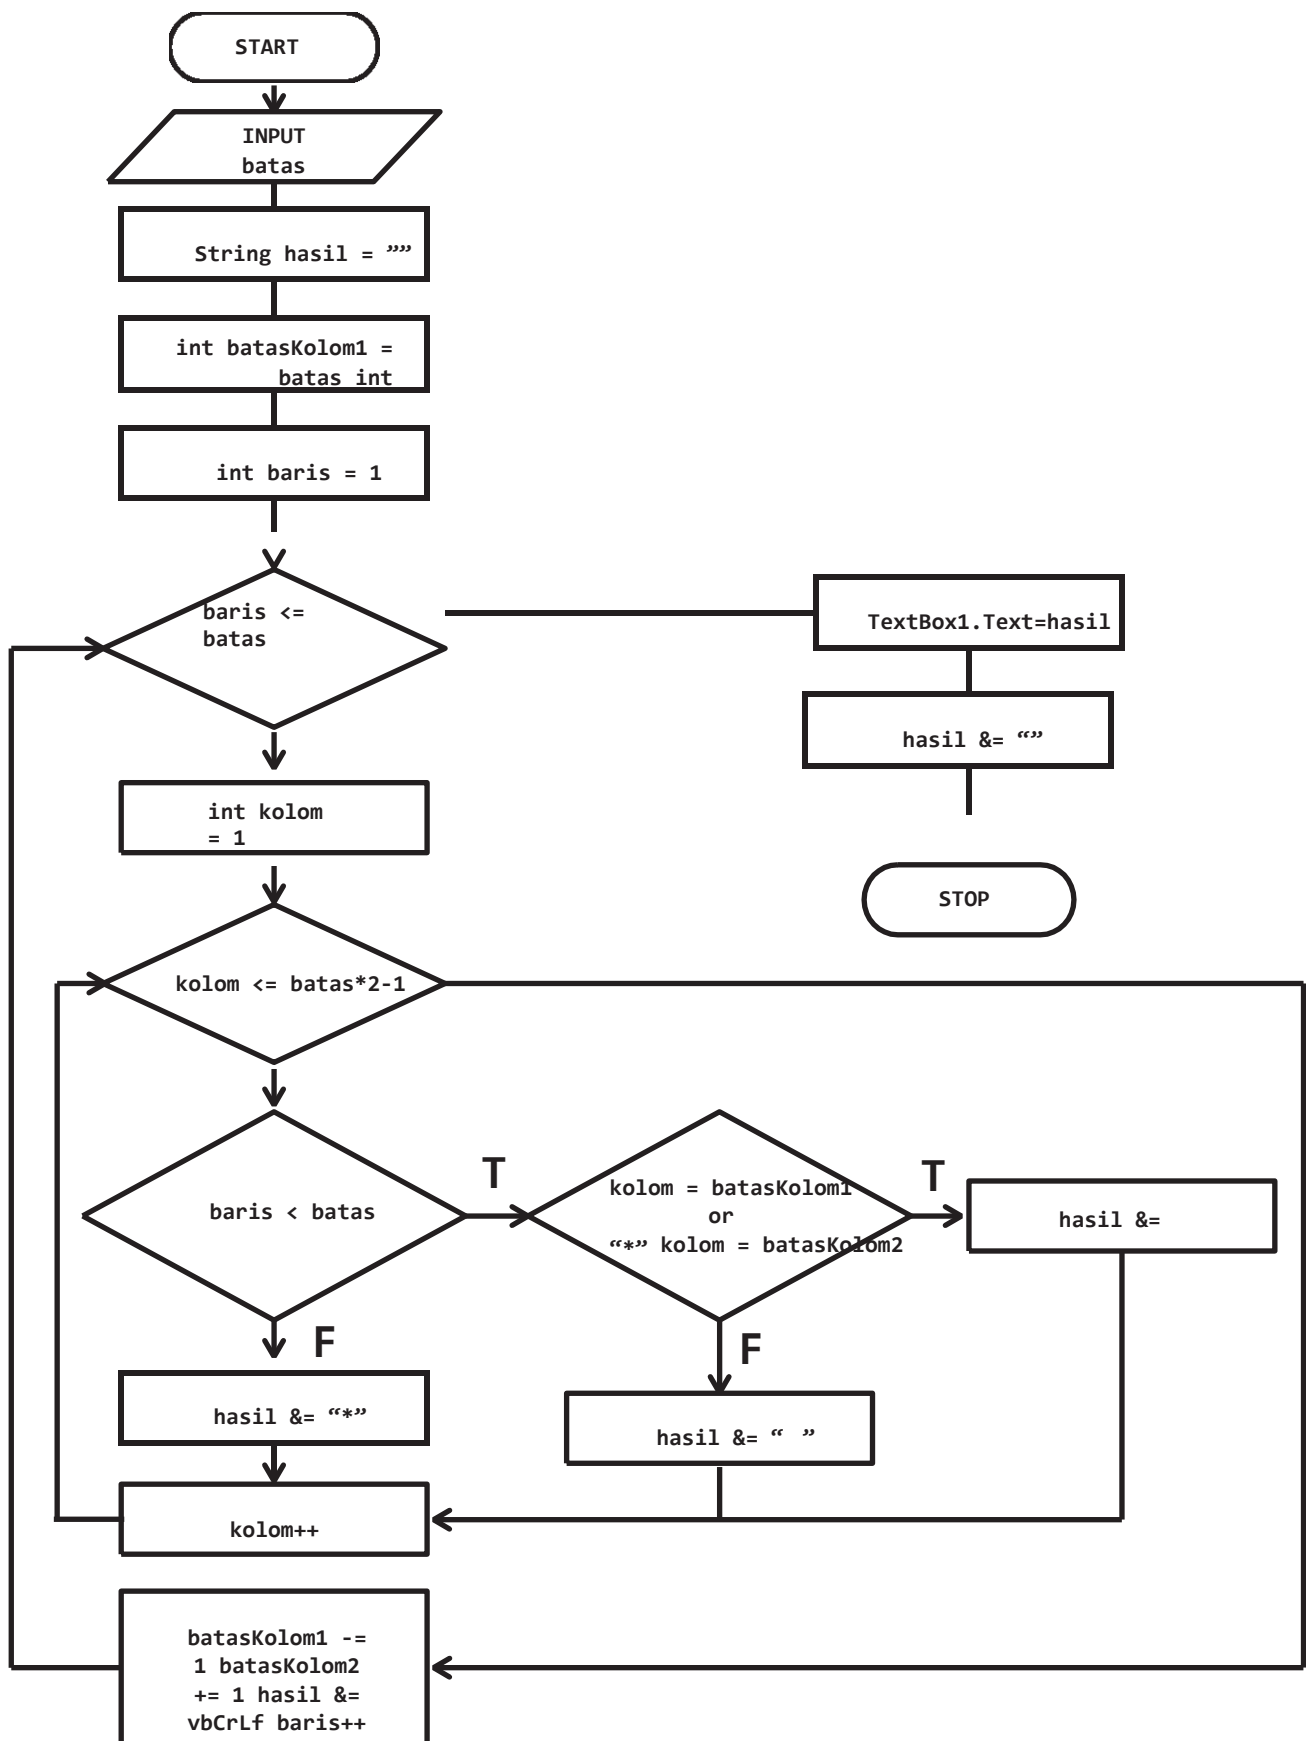 START
INPUT
batas
String hasil = ””
int batasKolom1 =
batas int
int baris = 1
baris <=
batas
TextBox1.Text=hasil
hasil &= “”
int kolom
= 1
STOP
kolom <= batas*2-1
baris < batas
T
kolom = batasKolom1
or
“*” kolom = batasKolom2
T
hasil &=
F
F
hasil &= “*”
hasil &= “ ”
kolom++
batasKolom1 -=
1 batasKolom2
+= 1 hasil &=
vbCrLf baris++